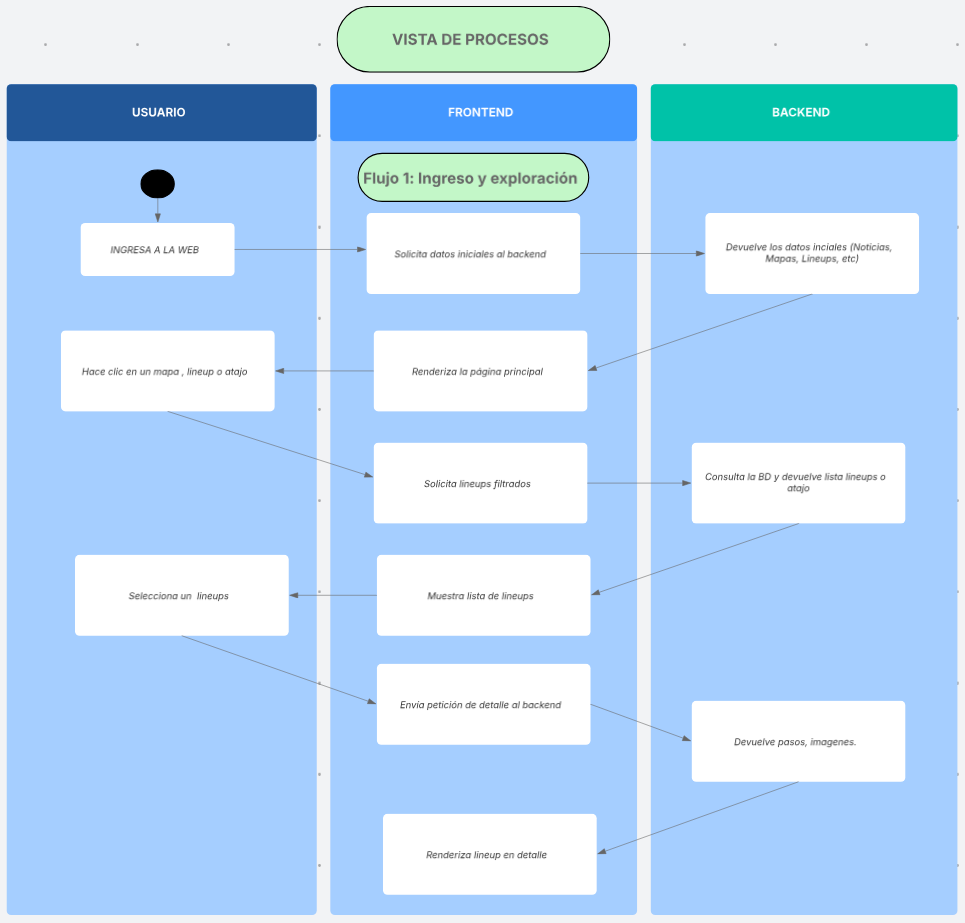 VISTA DE PROCESOS
USUARIO
FRONTEND
BACKEND
Flujo 1: Ingreso y exploración
INGRESA A LA WEB
Solicita datos iniciales al backend
Devuelve los datos inciales (Noticias,
Mapas, Lineups, etc)
Hace clic en un mapa , lineup o atajo
Renderiza la página principal
Solicita lineups filtrados
Consulta la BD y devuelve lista lineups o
atajo
Selecciona un lineups
Muestra lista de lineups
Envía petición de detalle al backend
Devuelve pasos, imagenes.
Renderiza lineup en detalle